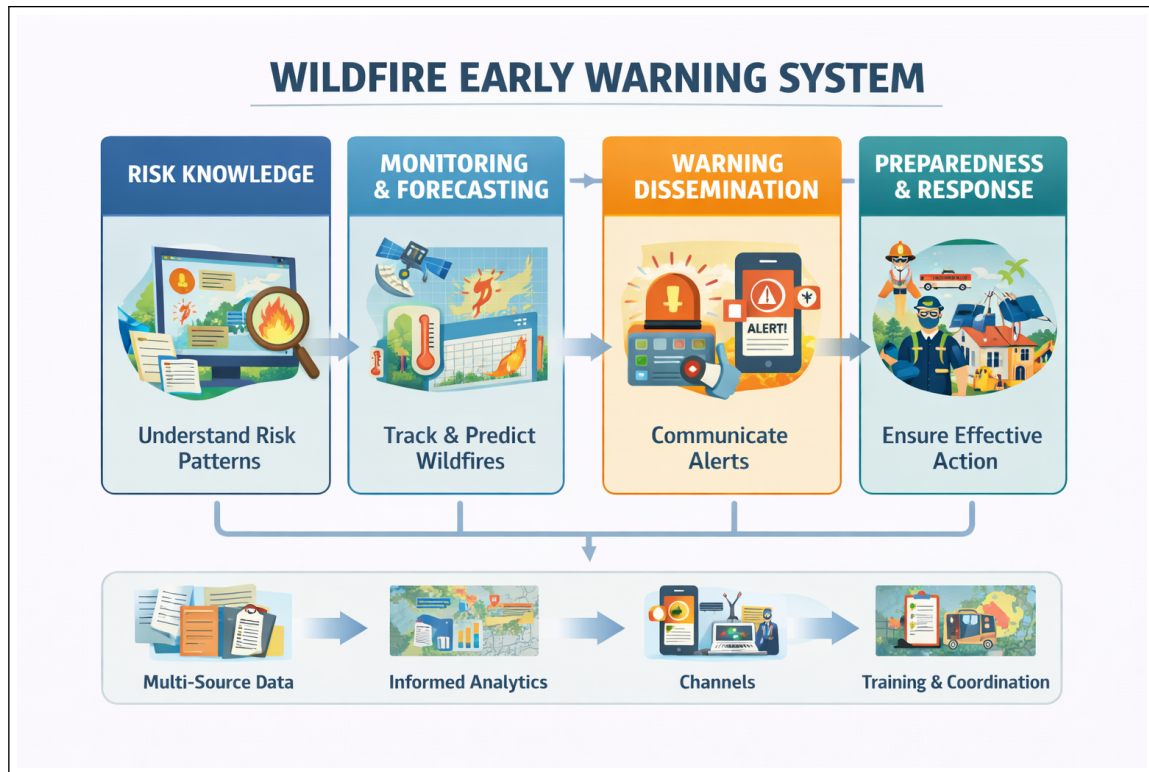 WILDFIRE EARLY WARNING SYSTEM
RISK KNOWLEDGE
MONITORING
& FORECASTING
WARNING
DISSEMINATION
PREPAREDNESS
& RESPONSE
ALERT!
Understand Risk
Patterns
Track & Predict
Wildfires
Communicate
Alerts
Ensure Effective
Action
Multi-Source Data
Informed Analytics
Channels
Training & Coordination